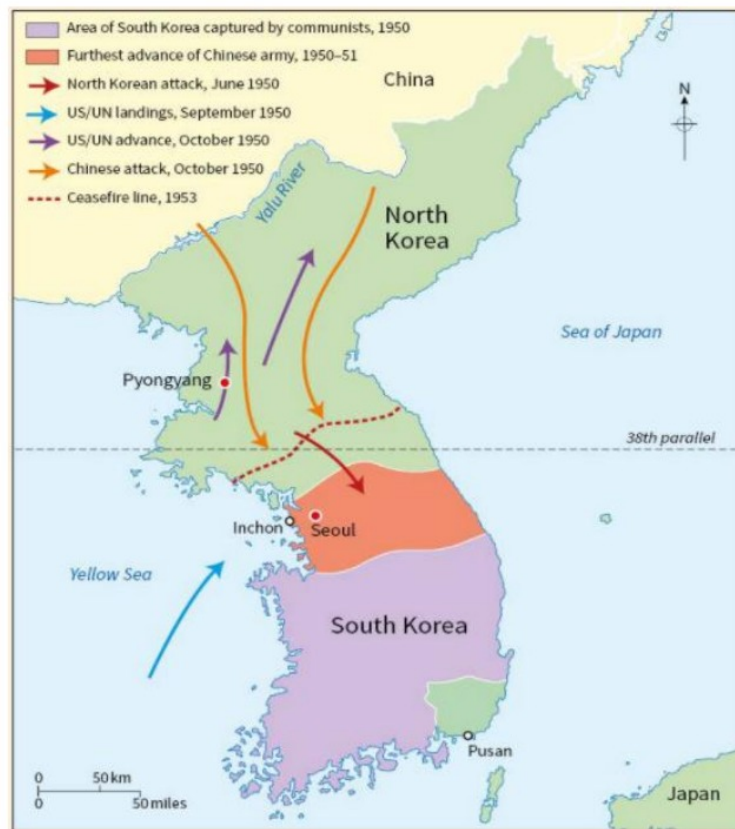 Area of South Korea captured by communists, 1950
Furthest advance of Chinese army, 1950–51
North Korean attack, June 1950
US/UN landings, September 1950
US/UN advance, October 1950
Chinese attack, October 1950
Ceasefire line, 1953
China
N
Yalu River
North
Korea
Sea of Japan
Pyongyang
38th parallel
Inchon
Seoul
Yellow Sea
South Korea
Pusan
0 50 km
0 50 miles
Japan